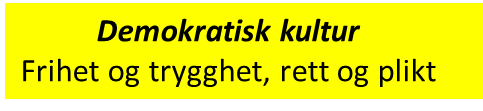 Demokratisk kultur
Frihet og trygghet, rett og plikt